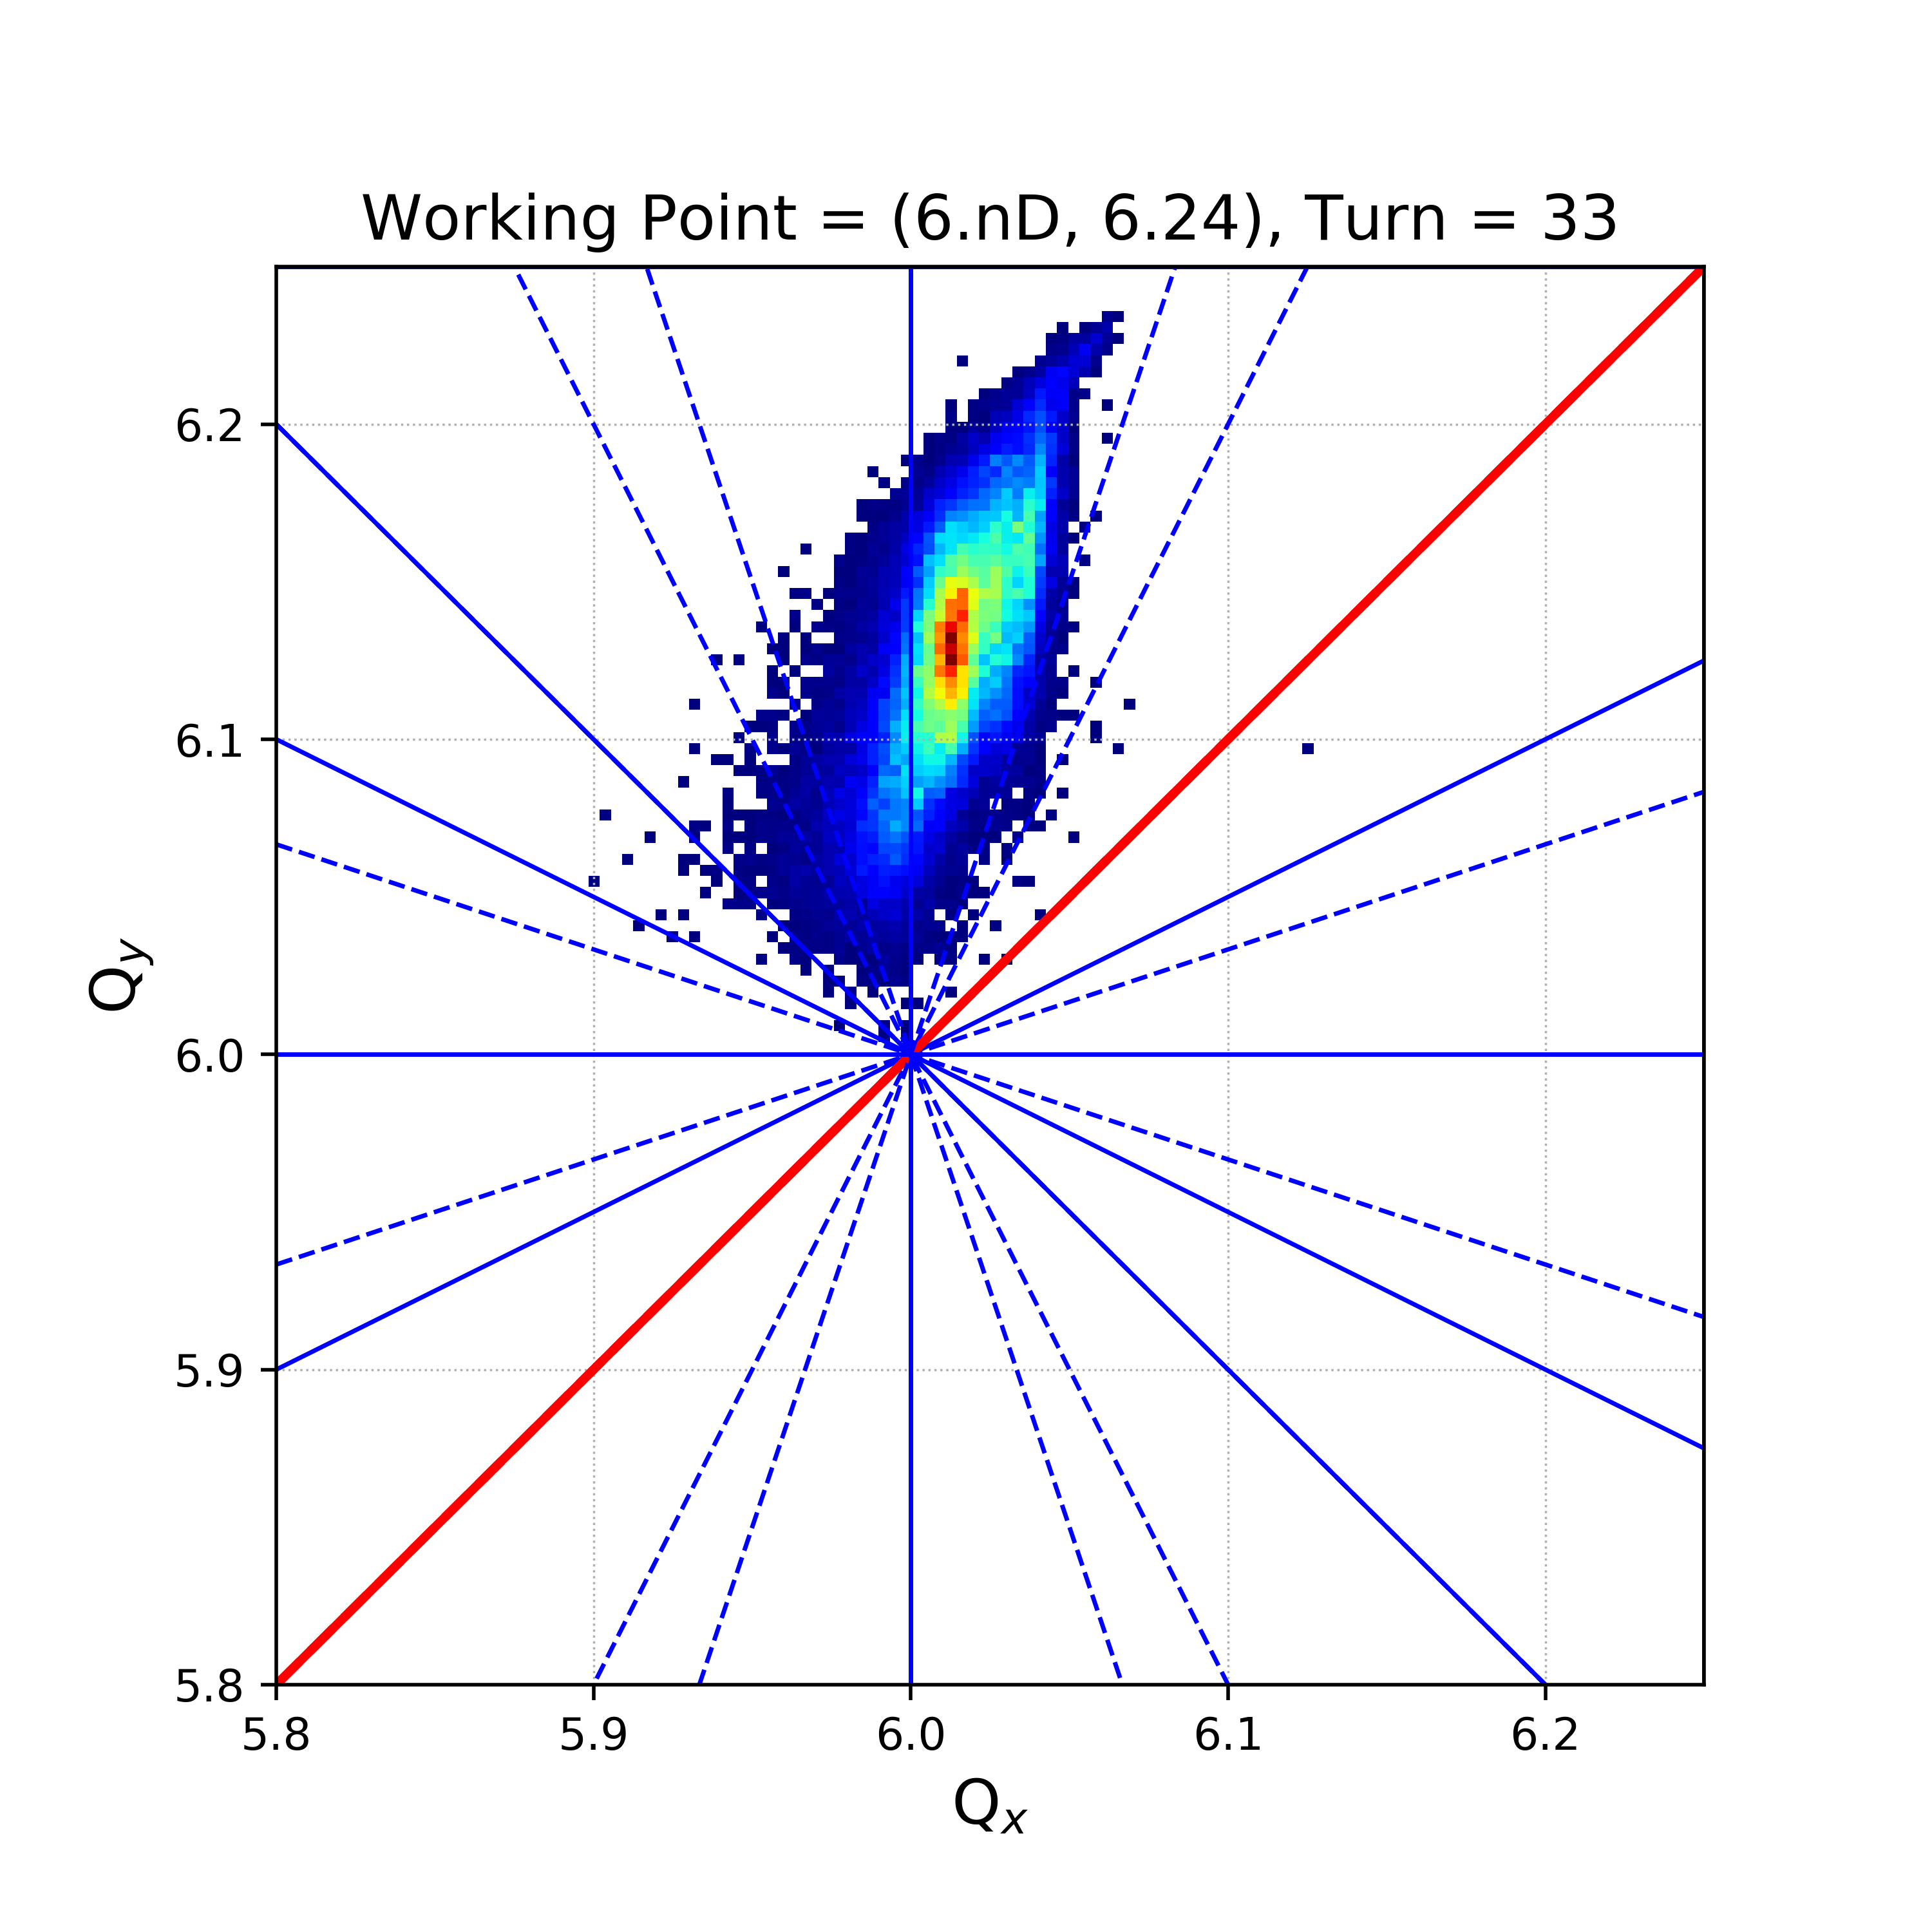 Working Point = (6.nD, 6.24), Turn = 33
6.2
6.1
6.0
5.9
5.8
Qy
5.8 5.9 6.0 6.1 6.2
Qx